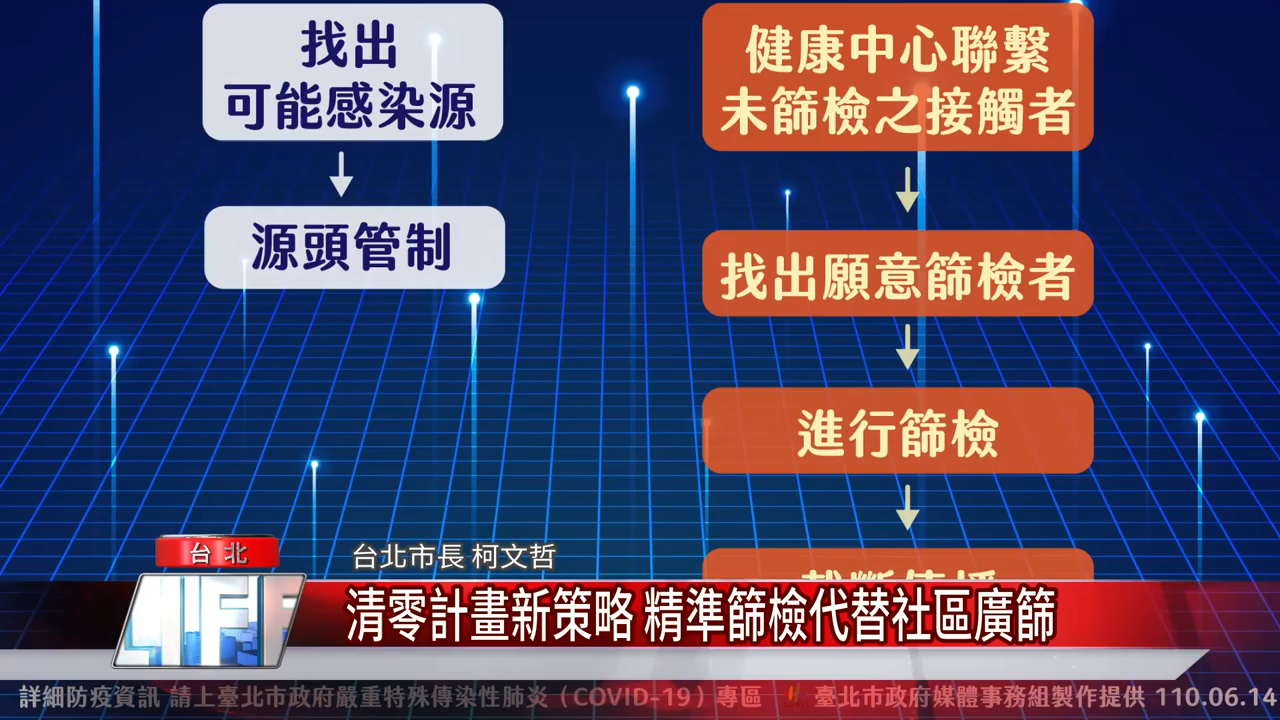 找出
可能感染源
源頭管制
健康中心聯繫
未篩檢之接觸者
找出願意篩檢者
進行篩檢
台北
台北市長 柯文哲
清零計畫新策略 精準篩檢代替社區廣篩
詳細防疫資訊 請上臺北市政府嚴重特殊傳染性肺炎（COVID-19）專區 臺北市政府媒體事務組製作提供 110.06.14